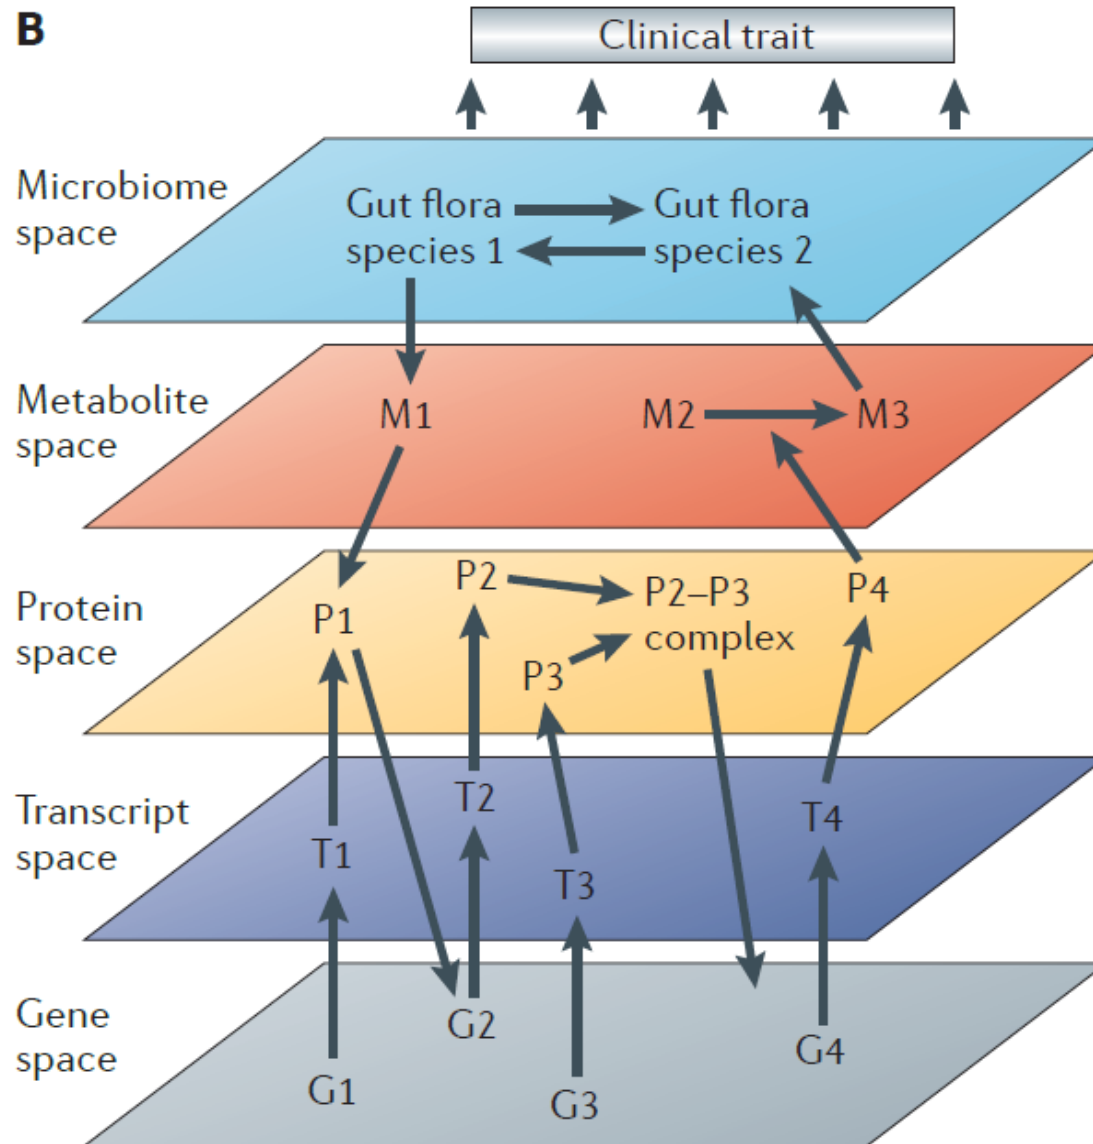 B
Clinical trait
Microbiome
space
Gut flora
species 1
Gut flora
species 2
Metabolite
space
M1
M2
M3
Protein
space
P1
P2
P3
P2–P3
complex
P4
Transcript
space
T1
T2
T3
T4
Gene
space
G1
G2
G3
G4